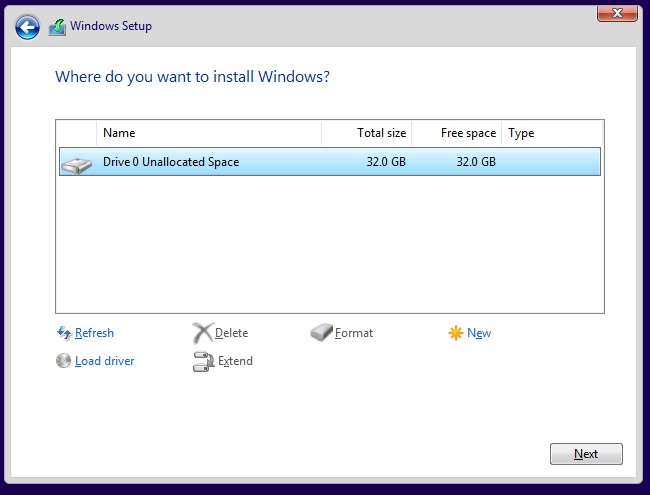 Windows Setup
Where do you want to install Windows?
Name Total size Free space Type
Drive 0 Unallocated Space 32.0 GB 32.0 GB
Refresh Delete Format New
Load driver Extend
Next